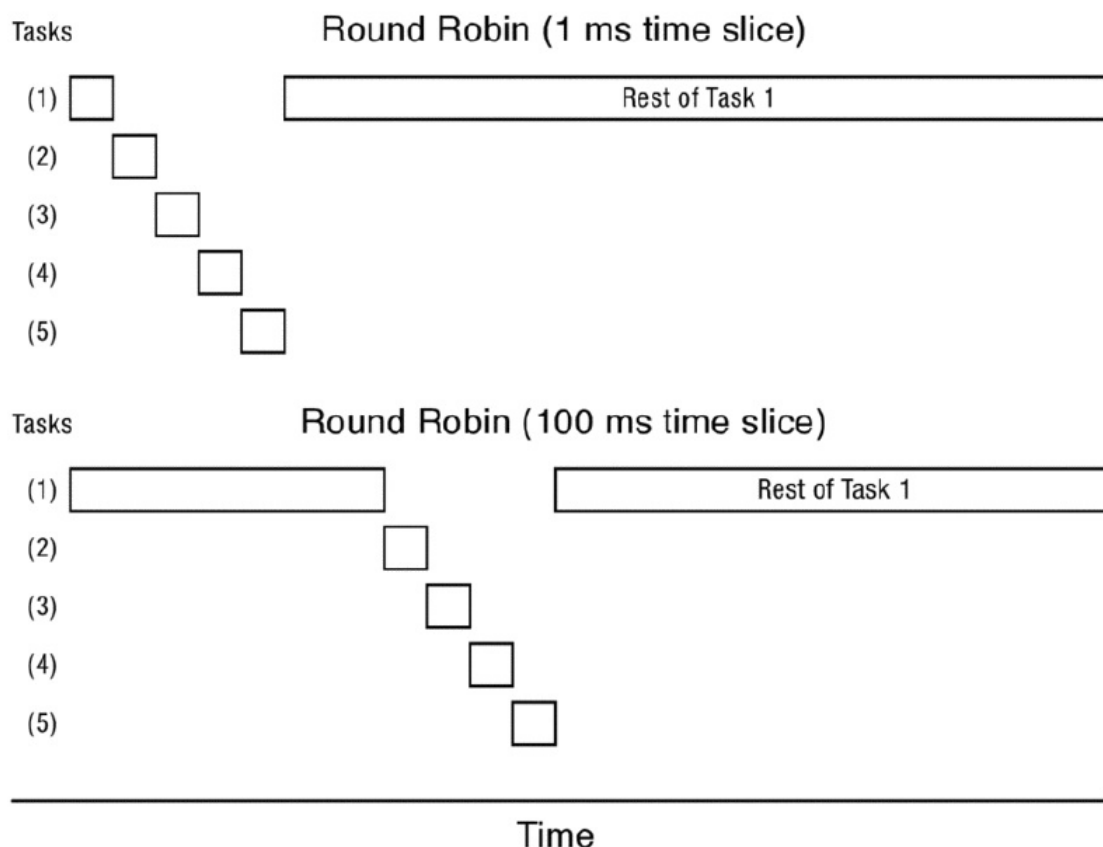 Tasks Round Robin (1 ms time slice)
(1) Rest of Task 1
(2)
(3)
(4)
(5)
Tasks Round Robin (100 ms time slice)
(1) Rest of Task 1
(2)
(3)
(4)
(5)
Time